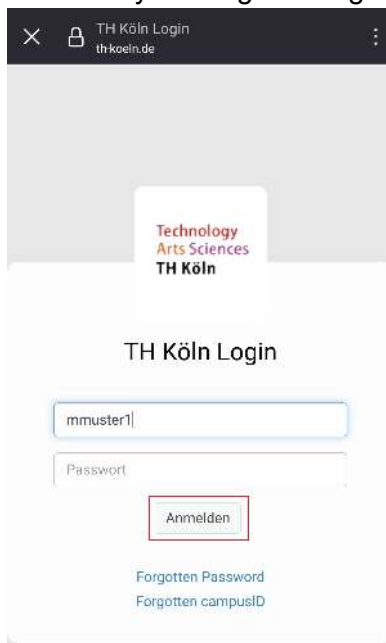 TH Köln Login
th-koeln.de
Technology
Arts Sciences
TH Köln
TH Köln Login
mmuster1
Passwort
Anmelden
Forgotten Password
Forgotten campusID